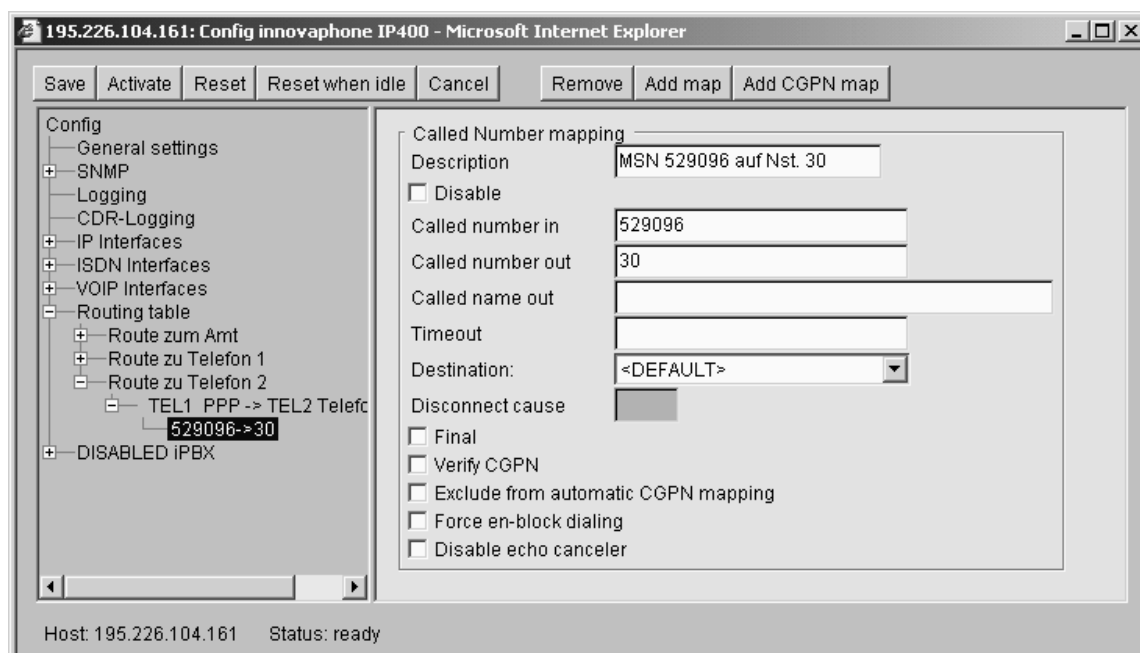 195.226.104.161: Config innovaphone IP400 - Microsoft Internet Explorer
Save Activate Reset Reset when idle Cancel Remove Add map Add CGPN map
Config
General settings
SNMP
Logging
CDR-Logging
IP Interfaces
ISDN Interfaces
VOIP Interfaces
Routing table
Route zum Amt
Route zu Telefon 1
Route zu Telefon 2
TEL1 PPP -> TEL2 Telefc
529096->30
DISABLED iPBX
Called Number mapping
Description MSN 529096 auf Nst. 30
Disable
Called number in 529096
Called number out 30
Called name out
Timeout
Destination: <DEFAULT>
Disconnect cause
Final
Verify CGPN
Exclude from automatic CGPN mapping
Force en-block dialing
Disable echo canceler
Host: 195.226.104.161 Status: ready